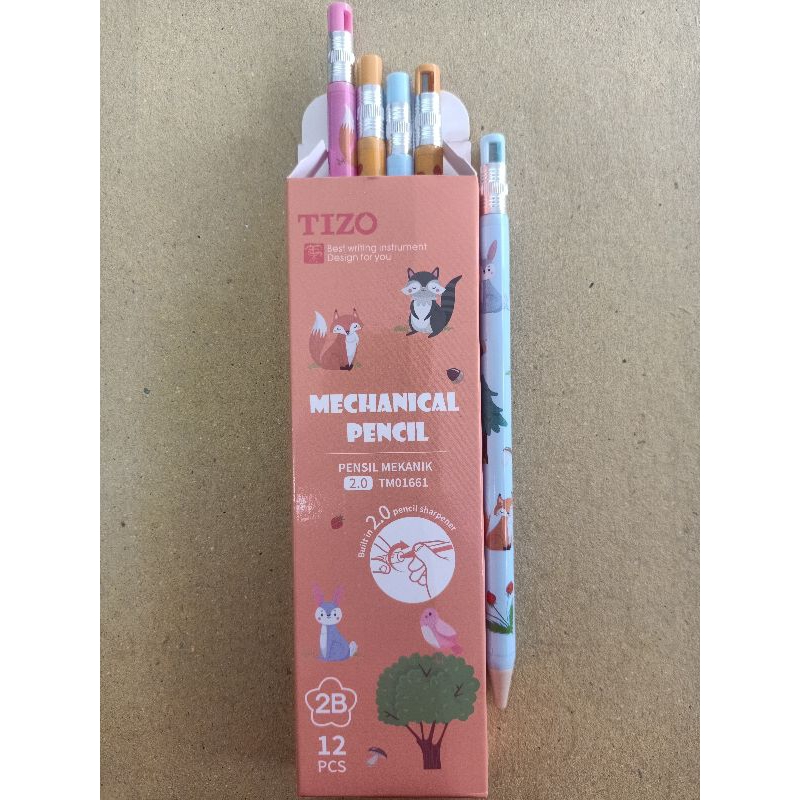 TIZO
Best writing instrument
Design for you
MECHANICAL
PENCIL
PENSIL MEKANIK
2.0 TM01661
Built in 2.0 pencil sharpener
2B
12
PCS